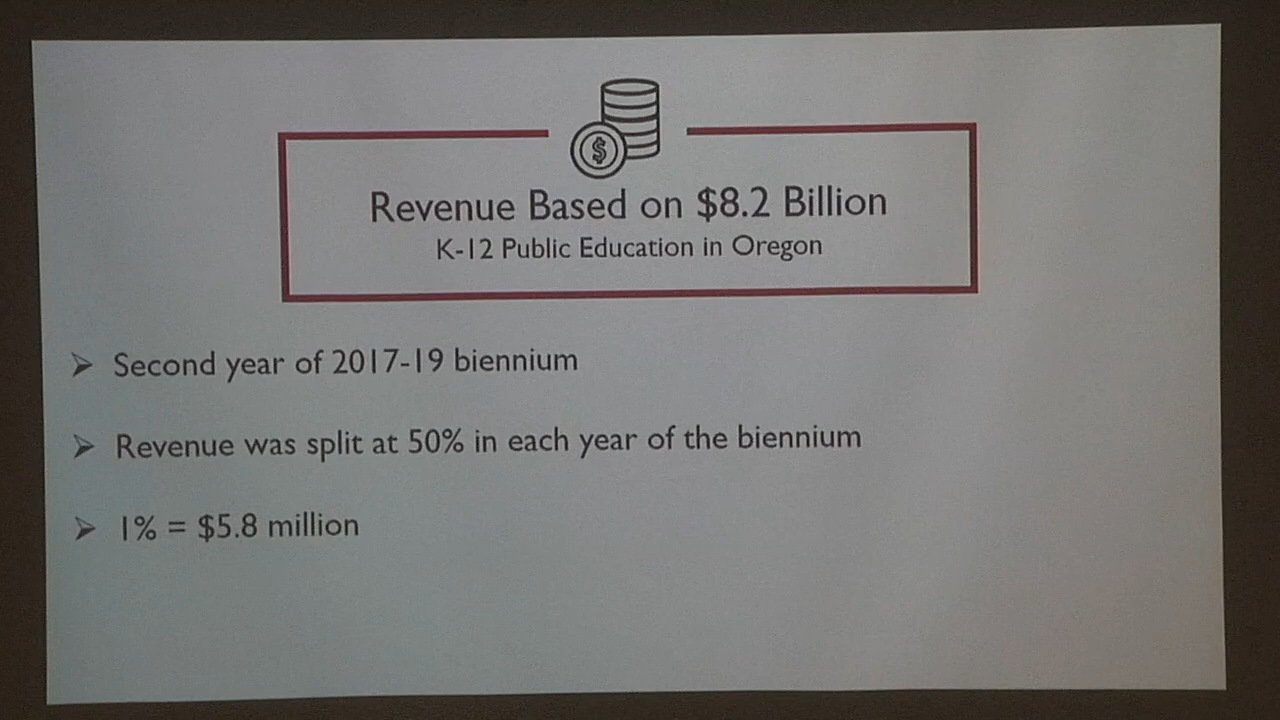 $
Revenue Based on $8.2 Billion
K-12 Public Education in Oregon
Second year of 2017-19 biennium
Revenue was split at 50% in each year of the biennium
1% = $5.8 million